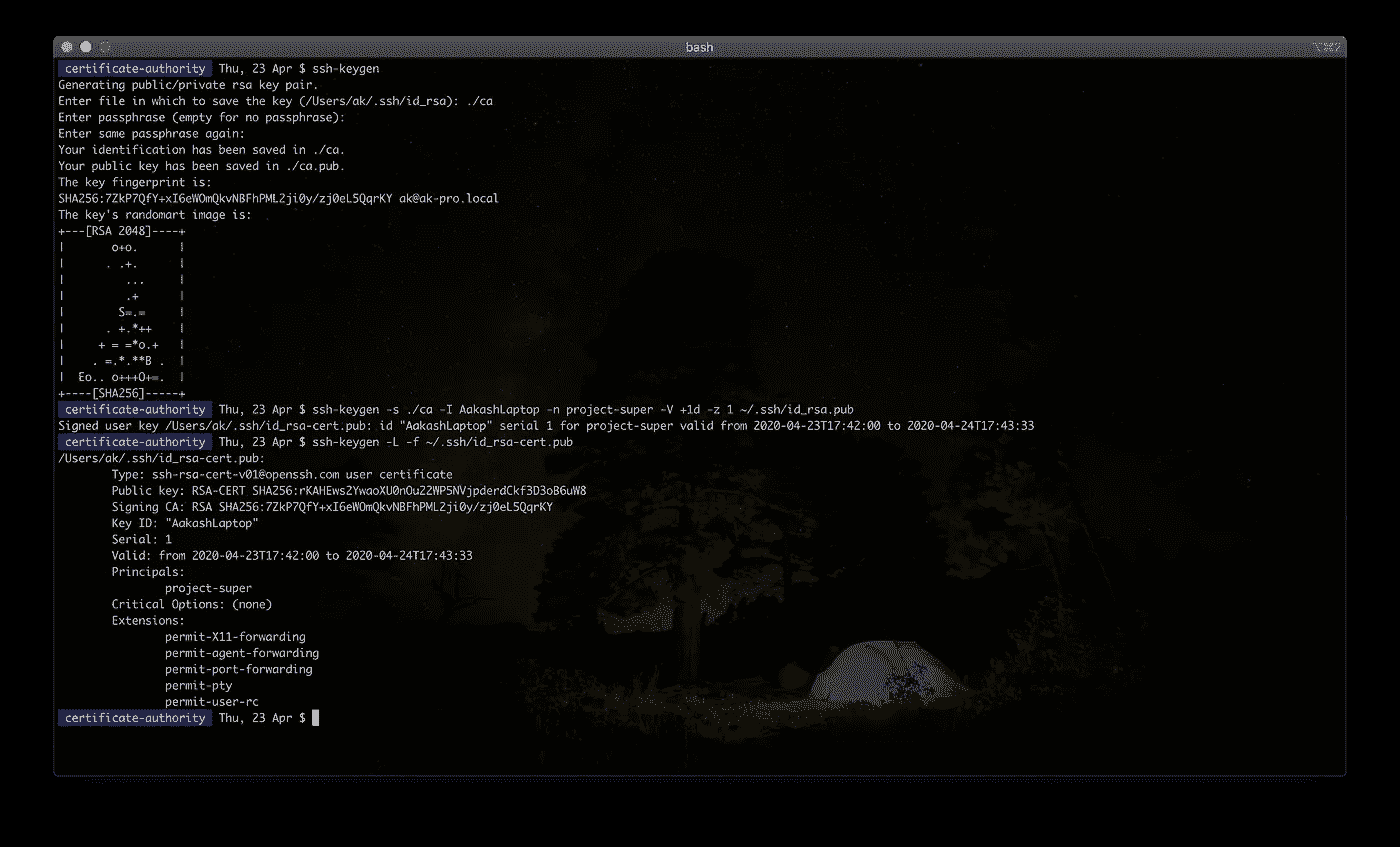 bash
certificate-authority Thu, 23 Apr $ ssh-keygen
Generating public/private rsa key pair.
Enter file in which to save the key (/Users/ak/.ssh/id_rsa): ./ca
Enter passphrase (empty for no passphrase):
Enter same passphrase again:
Your identification has been saved in ./ca.
Your public key has been saved in ./ca.pub.
The key fingerprint is:
SHA256:7ZkP7QfY+xI6eWOmQkvNBFhPML2ji0y/zj0eL5QqrKY ak@ak-pro.local
The key's randomart image is:
+---[RSA 2048]----+
|       o+o.      |
|      . .+.      |
|         ...     |
|         .+      |
|        S=.=     |
|      . +.*++    |
|     + = =*o.+   |
|    . =.*.**B .  |
|  Eo.. o+++O+=.  |
+----[SHA256]-----+
certificate-authority Thu, 23 Apr $ ssh-keygen -s ./ca -I AakashLaptop -n project-super -V +1d -z 1 ~/.ssh/id_rsa.pub
Signed user key /Users/ak/.ssh/id_rsa-cert.pub: id "AakashLaptop" serial 1 for project-super valid from 2020-04-23T17:42:00 to 2020-04-24T17:43:33
certificate-authority Thu, 23 Apr $ ssh-keygen -L -f ~/.ssh/id_rsa-cert.pub
/Users/ak/.ssh/id_rsa-cert.pub:
        Type: ssh-rsa-cert-v01@openssh.com user certificate
        Public key: RSA-CERT SHA256:rKAHEws2YwaoXU0nOu22WP5NVjpderdCkf3D3oB6uW8
        Signing CA: RSA SHA256:7ZkP7QfY+xI6eWOmQkvNBFhPML2ji0y/zj0eL5QqrKY
        Key ID: "AakashLaptop"
        Serial: 1
        Valid: from 2020-04-23T17:42:00 to 2020-04-24T17:43:33
        Principals:
                project-super
        Critical Options: (none)
        Extensions:
                permit-X11-forwarding
                permit-agent-forwarding
                permit-port-forwarding
                permit-pty
                permit-user-rc
certificate-authority Thu, 23 Apr $